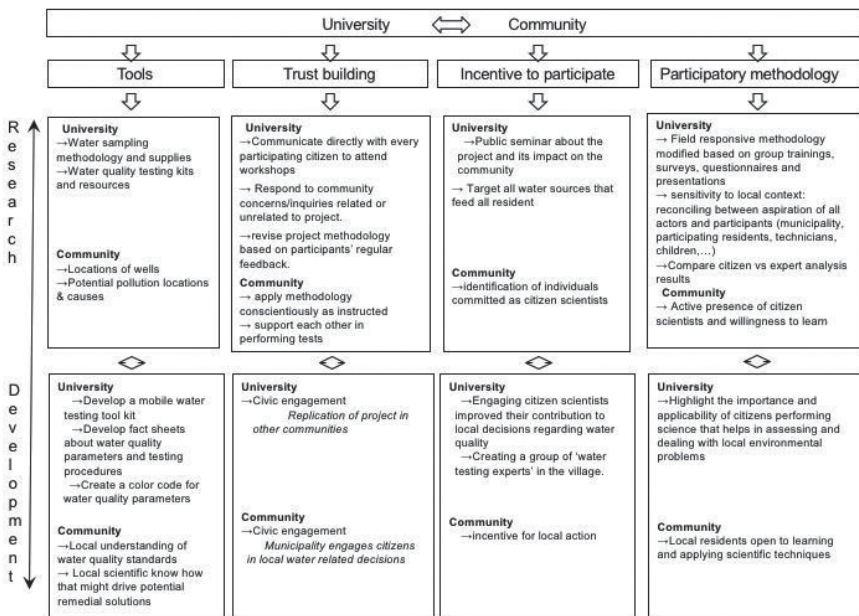 University ⇔ Community
Tools
Trust building
Incentive to participate
Participatory methodology
Research
University
→Water sampling
methodology and supplies
→Water quality testing kits
and resources
Community
→Locations of wells
→Potential pollution locations
& causes
University
→Communicate directly with every
participating citizen to attend
workshops
→ Respond to community
concerns/inquiries related or
unrelated to project.
→revise project methodology
based on participants' regular
feedback.
Community
→ apply methodology
conscientiously as instructed
→ support each other in
performing tests
University
→Public seminar about the
project and its impact on the
community
→ Target all water sources that
feed all resident
Community
→identification of individuals
committed as citizen scientists
University
→ Field responsive methodology
modified based on group trainings,
surveys, questionnaires and
presentations
→ sensitivity to local context:
reconciling between aspiration of all
actors and participants (municipality,
participating residents, technicians,
children,...)
→Compare citizen vs expert analysis
results
Community
→ Active presence of citizen
scientists and willingness to learn
Development
University
→Develop a mobile water
testing tool kit
→Develop fact sheets
about water quality
parameters and testing
procedures
→Create a color code for
water quality parameters
Community
→Local understanding of
water quality standards
→ Local scientific know how
that might drive potential
remedial solutions
University
→Civic engagement
Replication of project in
other communities
Community
→Civic engagement
Municipality engages citizens
in local water related decisions
University
→Engaging citizen scientists
improved their contribution to
local decisions regarding water
quality
→Creating a group of 'water
testing experts' in the village.
Community
→incentive for local action
University
→Highlight the importance and
applicability of citizens performing
science that helps in assessing and
dealing with local environmental
problems
Community
→Local residents open to learning
and applying scientific techniques